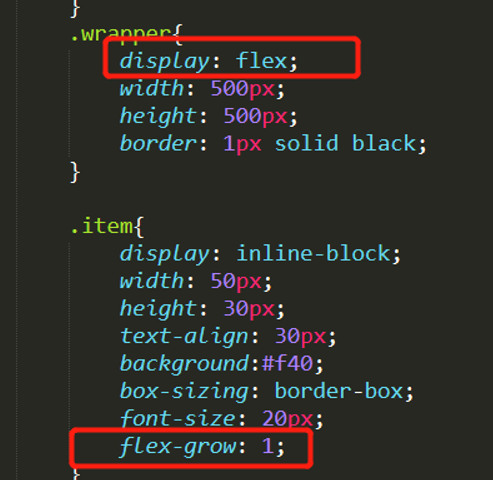 }
.wrapper{
display: flex;
width: 500px;
height: 500px;
border: 1px solid black;
}
.item{
display: inline-block;
width: 50px;
height: 30px;
text-align: 30px;
background:#f40;
box-sizing: border-box;
font-size: 20px;
flex-grow: 1;
}